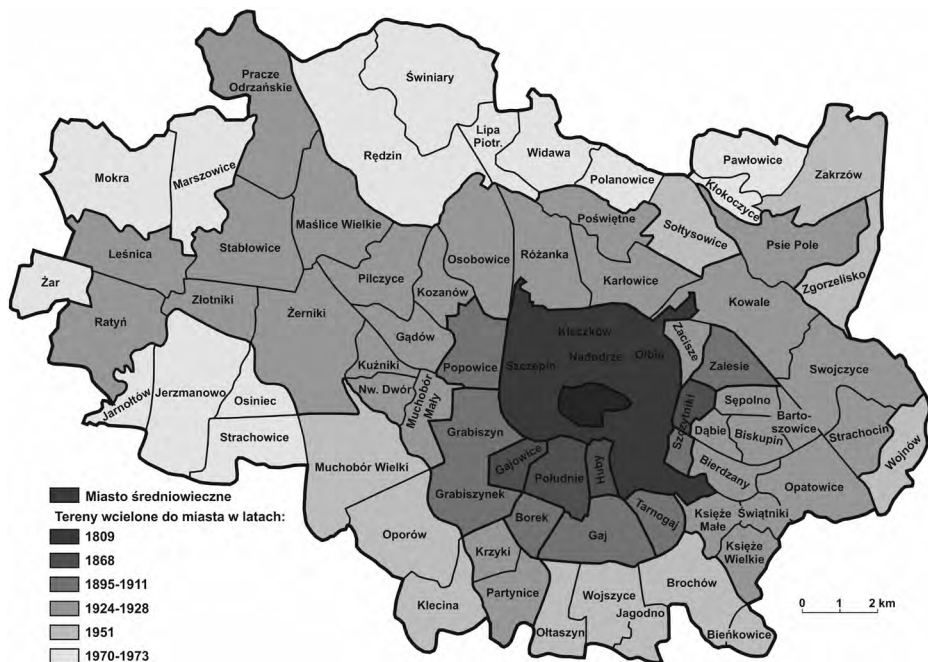 Pracze
Odrzańskie
Świniary
Lipa
Piotr.
Widawa
Pawłowice
Zakrzów
Mokra
Marszowice
Rędzin
Polanowice
Kłokoczyce
Poświętne
Sołtysowice
Psie Pole
Leśnica
Stabłowice
Maślice Wielkie
Osobowice
Różanka
Żar
Pilczyce
Karłowice
Zgorzelisko
Złotniki
Kozanów
Kowale
Ratyń
Żerniki
Gądów
Kleczków
Zacisze
Kuźniki
Popowice
Szczepin
Nadodrze
Ołbin
Zalesie
Swojczyce
Jarnołtów
Jerzmanowo
Osiniec
Nw. Dwór
Muchobór
Mały
Szczytniki
Sępolno
Bartoszowice
Strachocin
Strachowice
Grabiszyn
Dąbie
Biskupin
Wojnów
Muchobór Wielki
Gajowice
Południe
Huby
Bierdzany
Opatowice
Grabiszynek
Borek
Gaj
Tarnogaj
Księże
Małe
Świątniki
Oporów
Krzyki
Księże
Wielkie
Klecina
Partynice
Wojszyce
Brochów
Ołtaszyn
Jagodno
Bieńkowice
Miasto średniowieczne
Tereny wcielone do miasta w latach:
1809
1868
1895-1911
1924-1928
1951
1970-1973
0 1 2 km